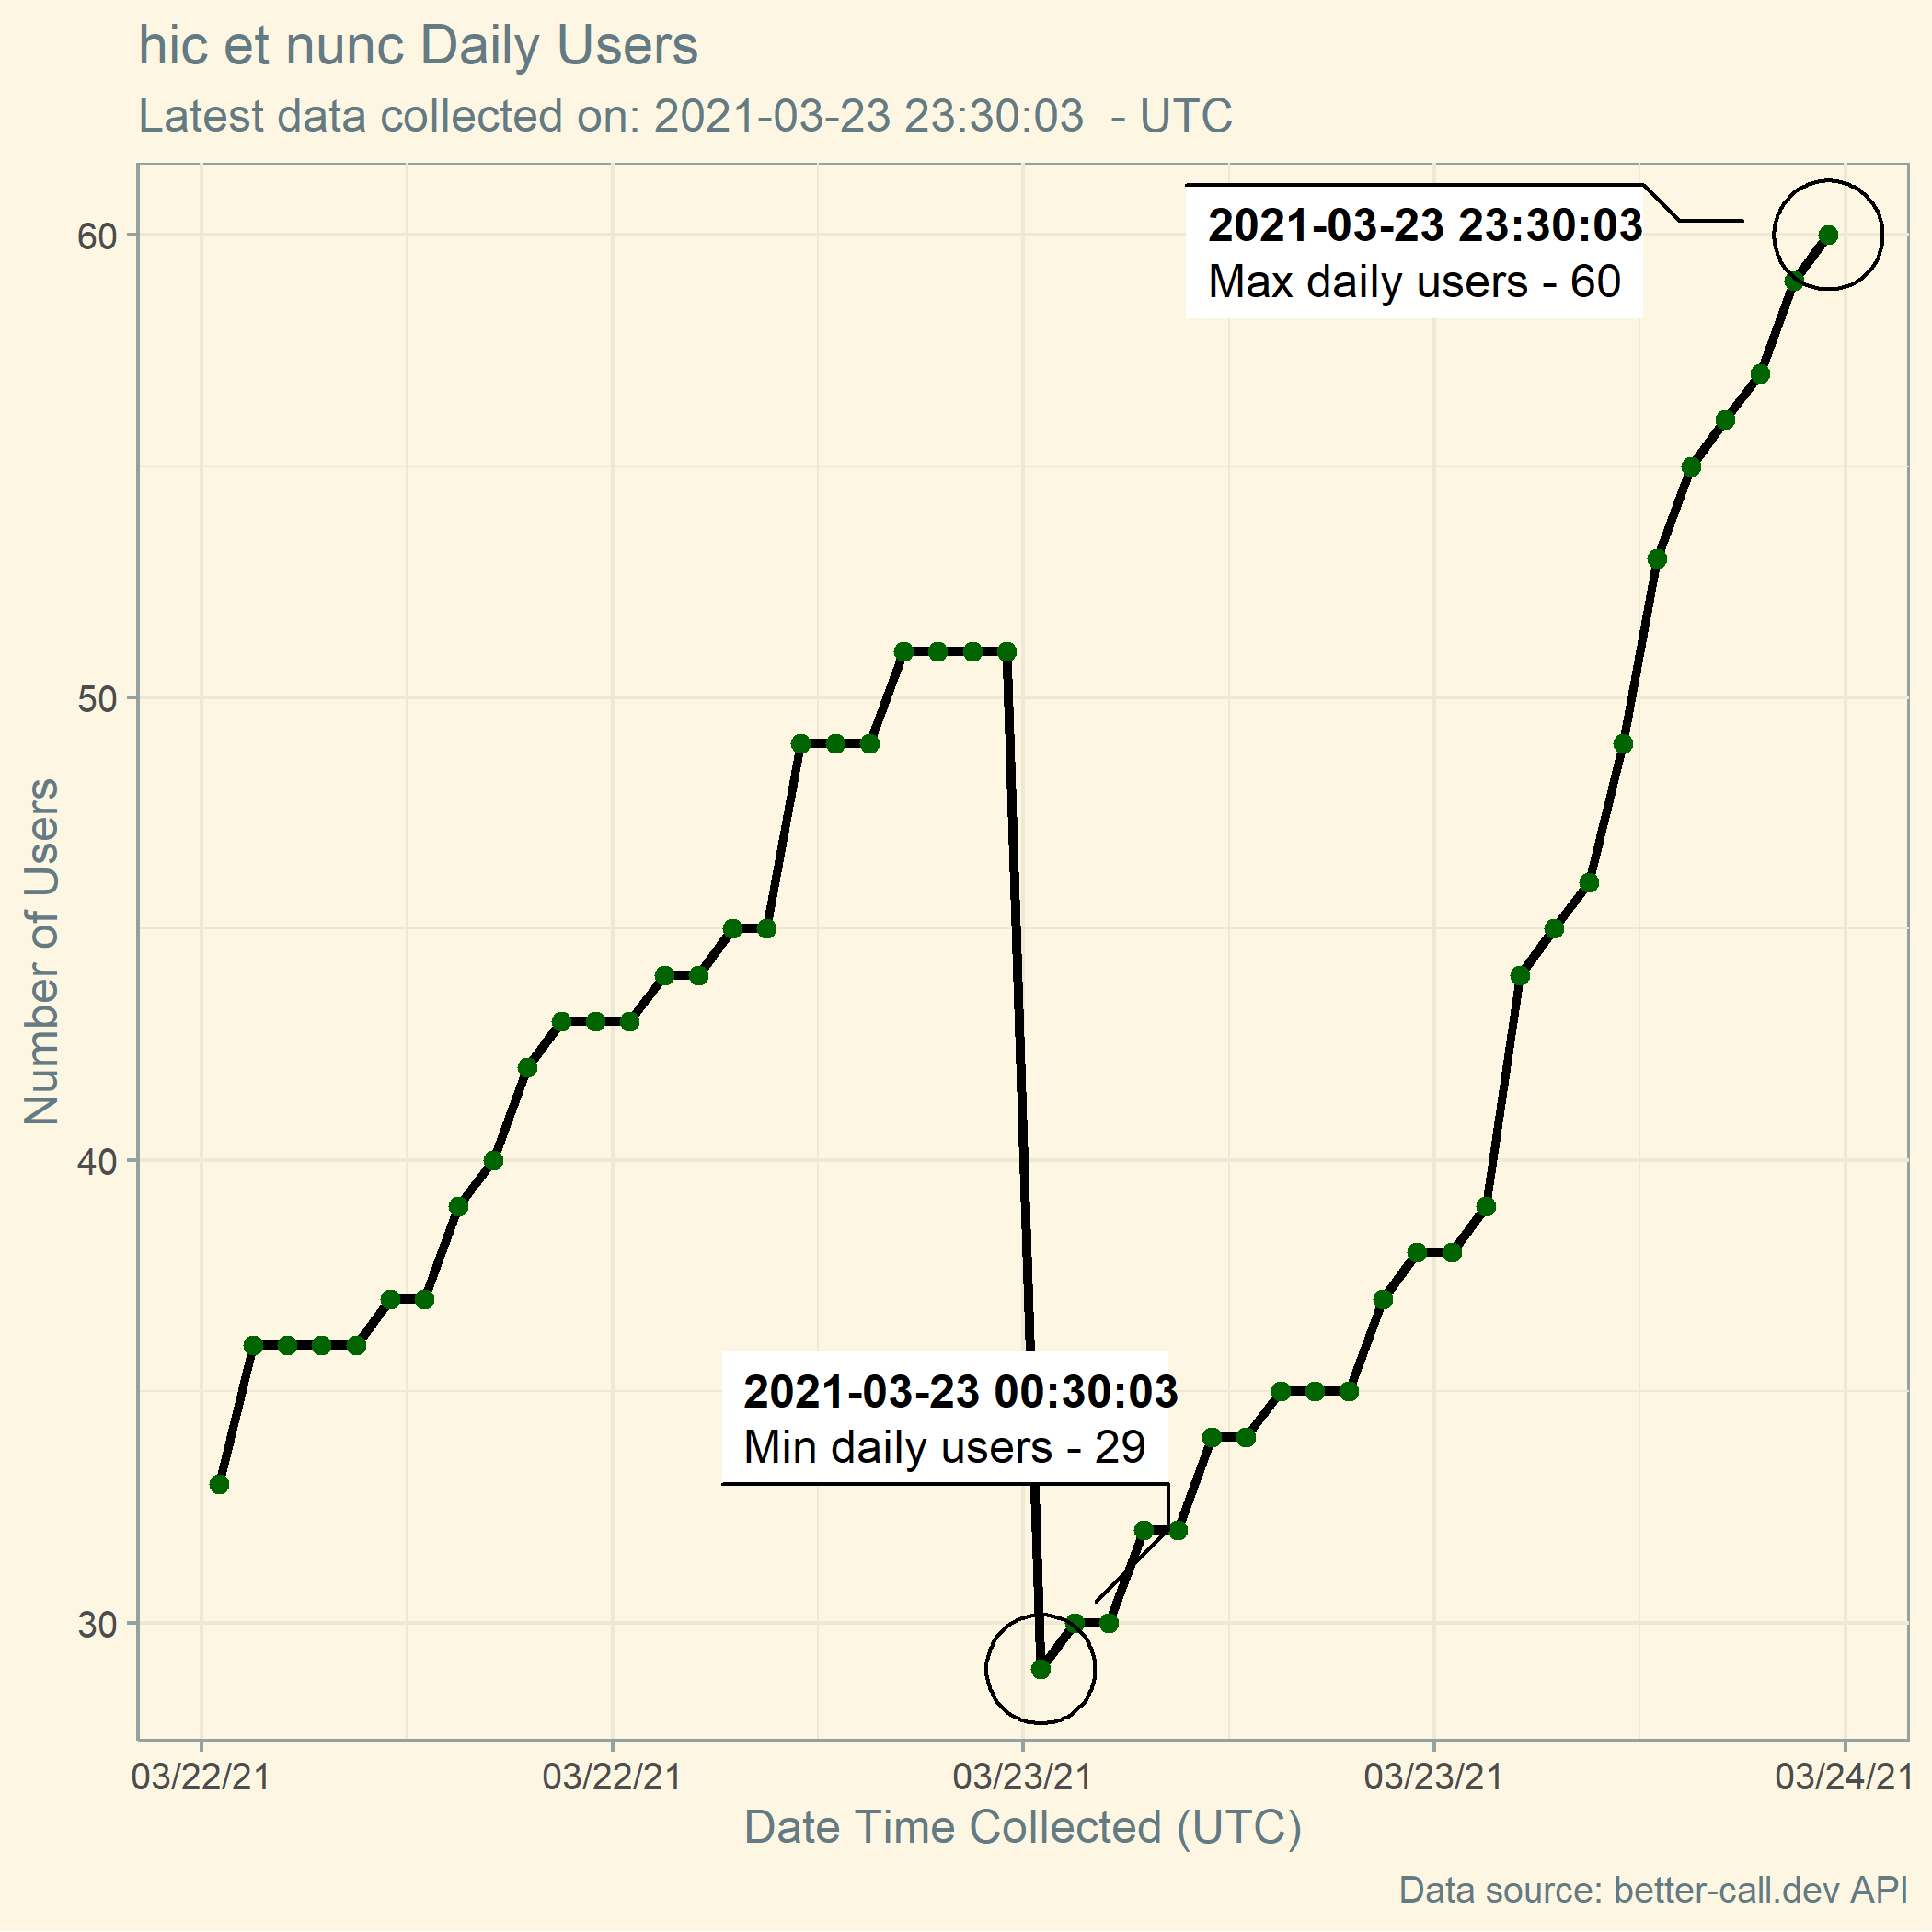 hic et nunc Daily Users
Latest data collected on: 2021-03-23 23:30:03  - UTC
60
50
40
30
Number of Users
2021-03-23 23:30:03
Max daily users - 60
2021-03-23 00:30:03
Min daily users - 29
03/22/21
03/22/21
03/23/21
03/23/21
03/24/21
Date Time Collected (UTC)
Data source: better-call.dev API